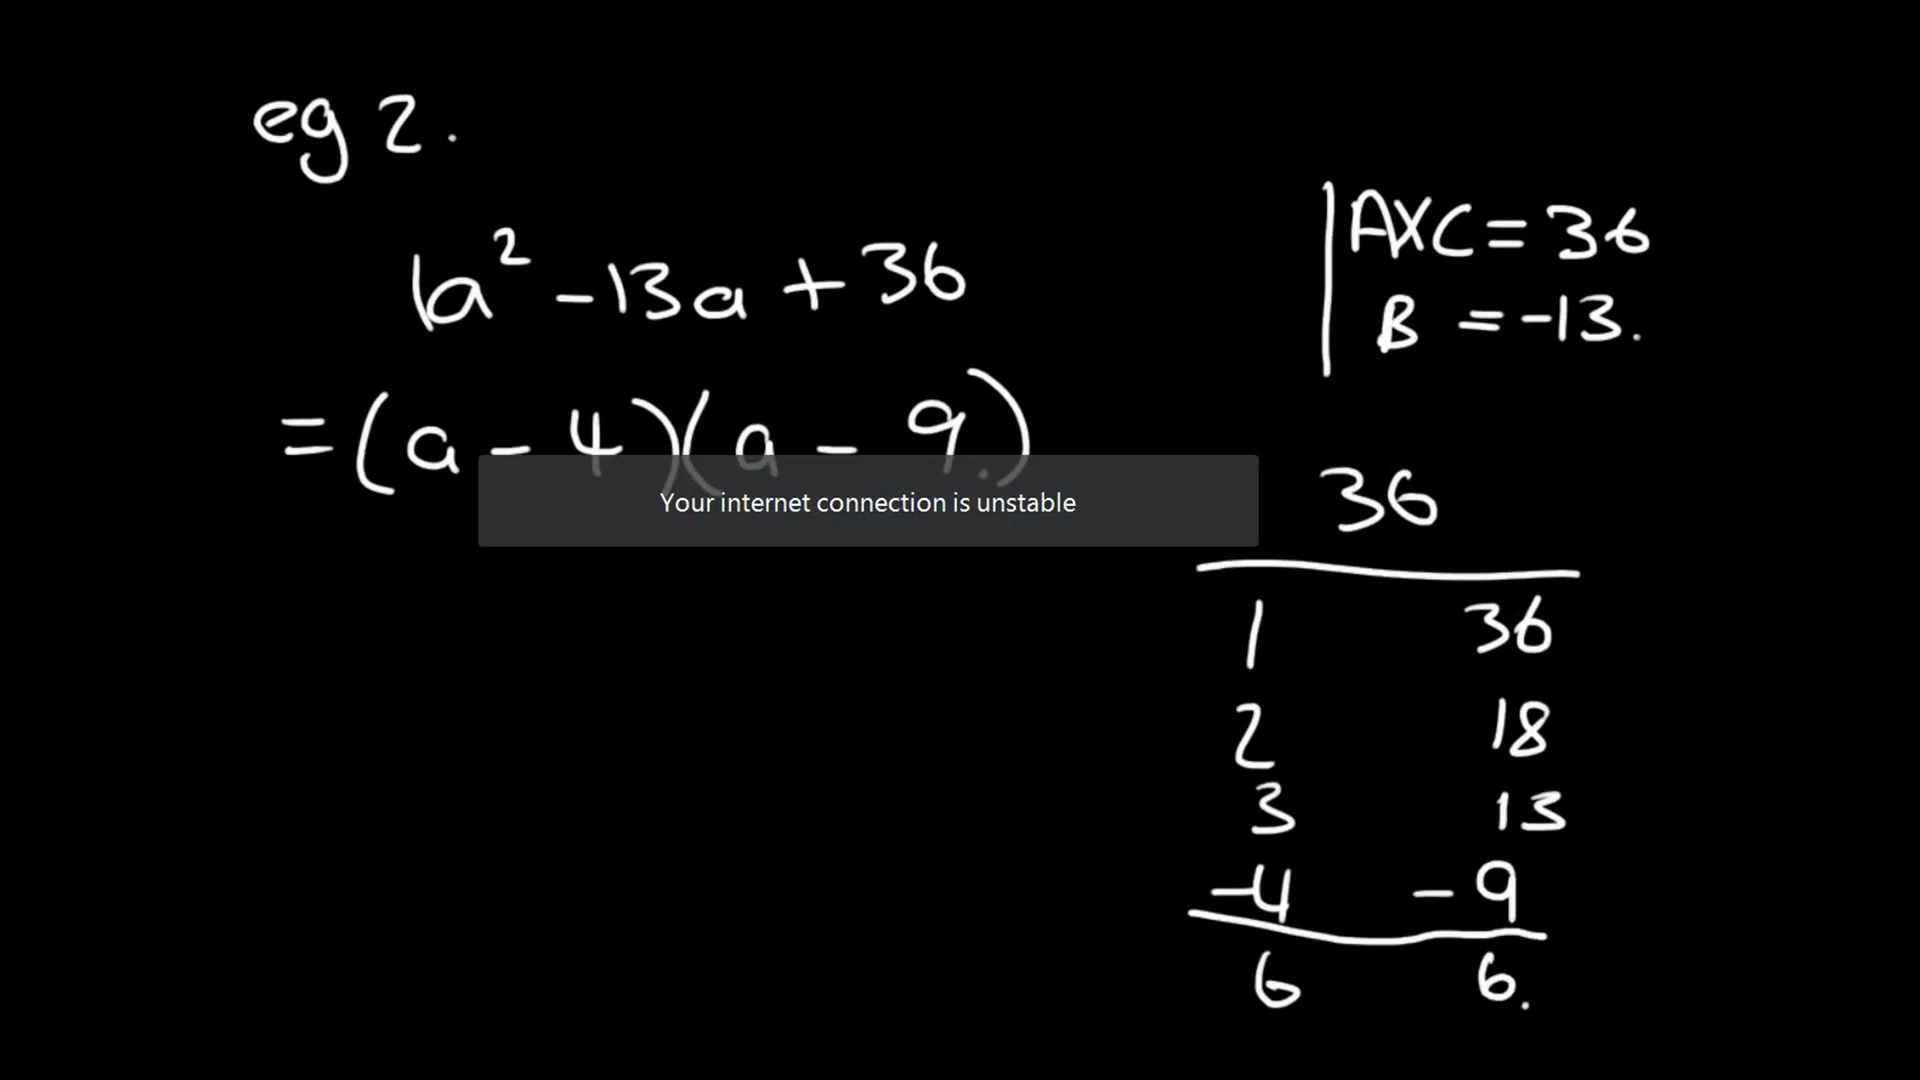 eg 2.
1a² - 13a + 36
= (a - 4)(a - 9.)
Your internet connection is unstable
AXC = 36
B = -13.
36
1 36
2 18
3 13
-4 -9
6 6.